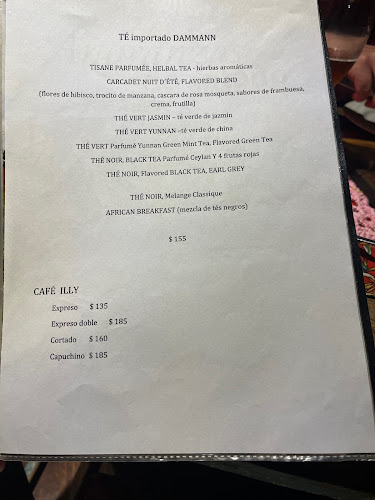 TÉ importado DAMMANN
TISANE PARFUMÉE, HELBAL TEA - hierbas aromáticas
CARCADET NUIT D'ÉTÉ, FLAVORED BLEND
(flores de hibisco, trocito de manzana, cascara de rosa mosqueta, sabores de frambuesa,
crema, frutilla)
THÉ VERT JASMIN – té verde de jazmin
THÉ VERT YUNNAN –té verde de china
THÉ VERT Parfumé Yunnan Green Mint Tea, Flavored Green Tea
THÉ NOIR, BLACK TEA Parfumé Ceylan Y 4 frutas rojas
THÉ NOIR, Flavored BLACK TEA, EARL GREY
THÉ NOIR, Melange Classique
AFRICAN BREAKFAST (mezcla de tés negros)
$ 155
CAFÉ ILLY
Expreso $ 135
Expreso doble $ 185
Cortado $ 160
Capuchino $ 185